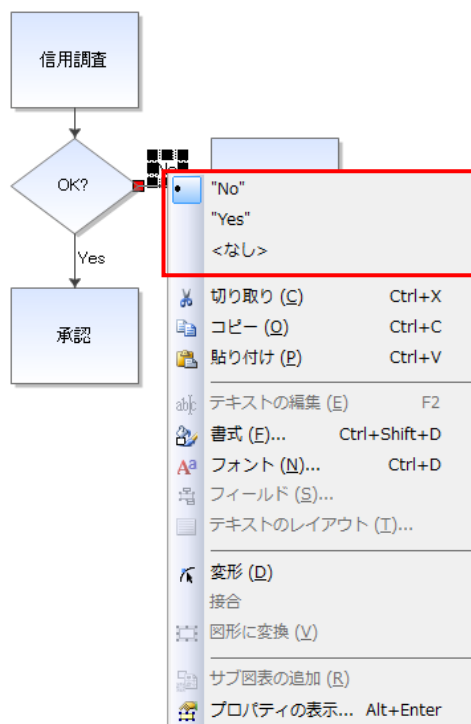 信用調査
No
OK?
Yes
承認
"No"
"Yes"
<なし>
切り取り (C) Ctrl+X
コピー (O) Ctrl+C
貼り付け (P) Ctrl+V
テキストの編集 (E) F2
書式 (F)... Ctrl+Shift+D
フォント (N)... Ctrl+D
フィールド (S)...
テキストのレイアウト (T)...
変形 (D)
接合
図形に変換 (V)
サブ図表の追加 (R)
プロパティの表示... Alt+Enter